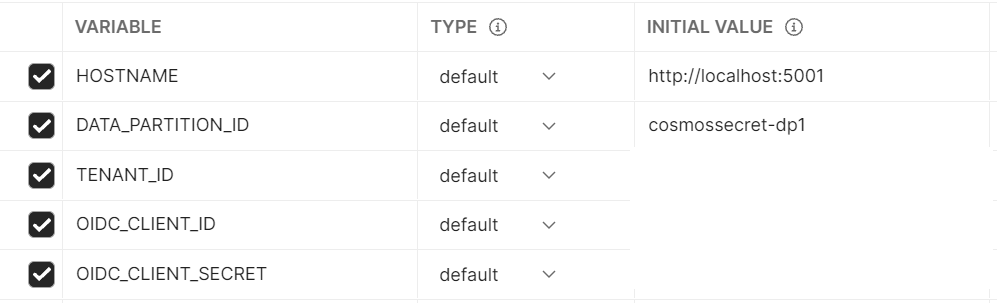 VARIABLE TYPE INITIAL VALUE
HOSTNAME default http://localhost:5001
DATA_PARTITION_ID default cosmossecret-dp1
TENANT_ID default
OIDC_CLIENT_ID default
OIDC_CLIENT_SECRET default